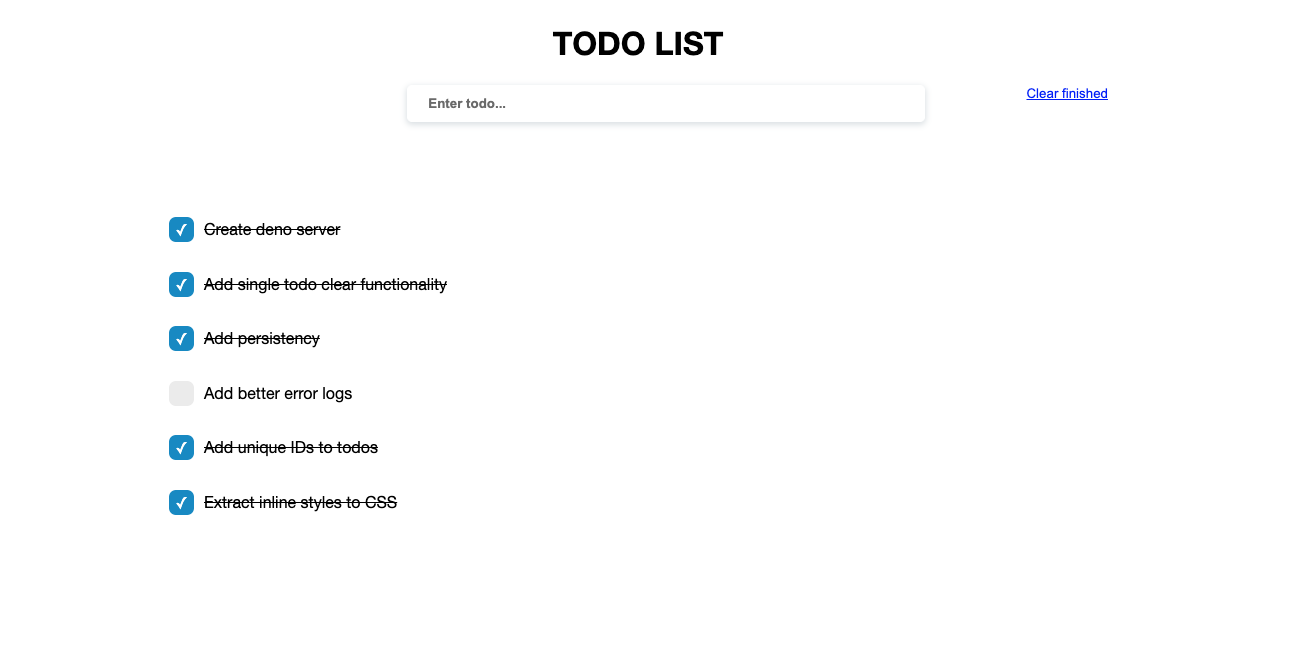 TODO LIST
Enter todo...
Clear finished
Create deno server
Add single todo clear functionality
Add persistency
Add better error logs
Add unique IDs to todos
Extract inline styles to CSS